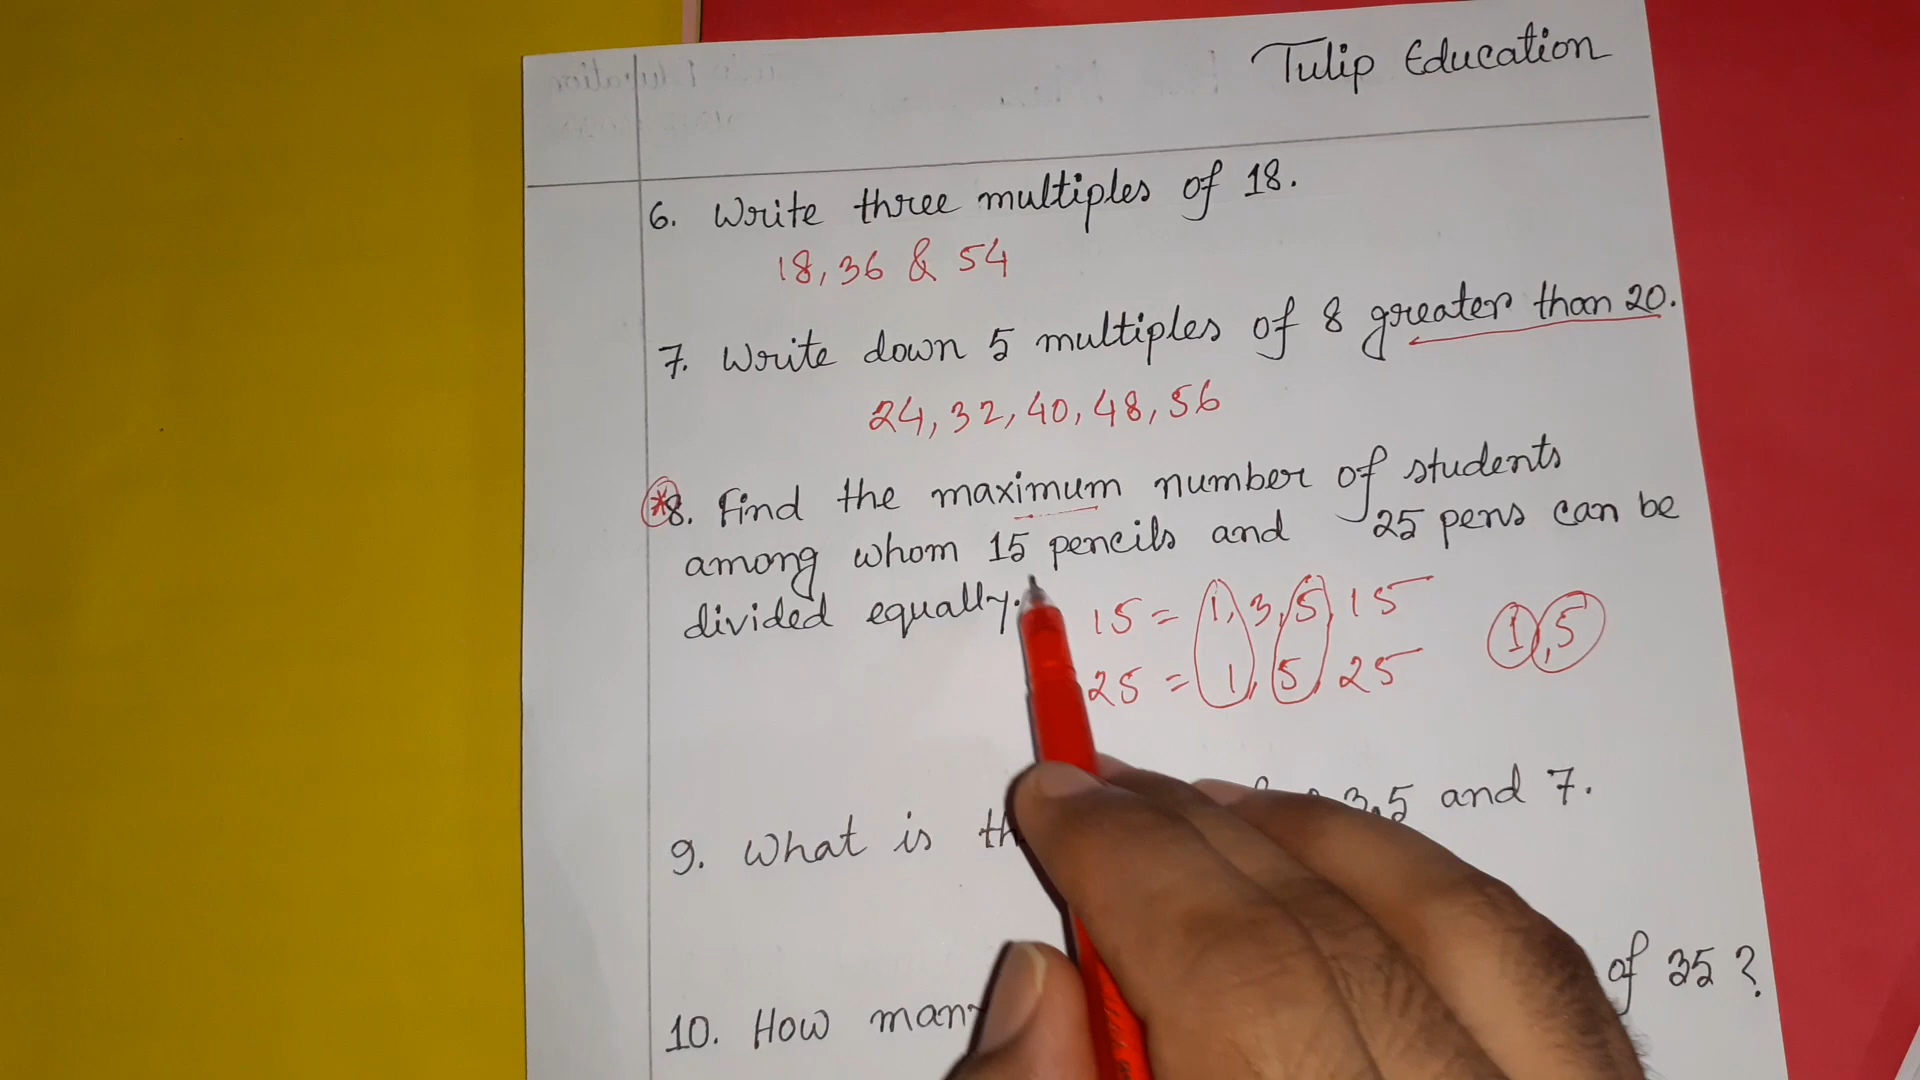 Tulip Education
6. Write three multiples of 18.
18, 36 & 54
7. Write down 5 multiples of 8 greater than 20.
24, 32, 40, 48, 56
*8. Find the maximum number of students
among whom 15 pencils and 25 pens can be
divided equally.
15 = 1, 3, 5, 15
25 = 1, 5, 25
1, 5
9. What is 3,5 and 7.
10. How many of 35 ?